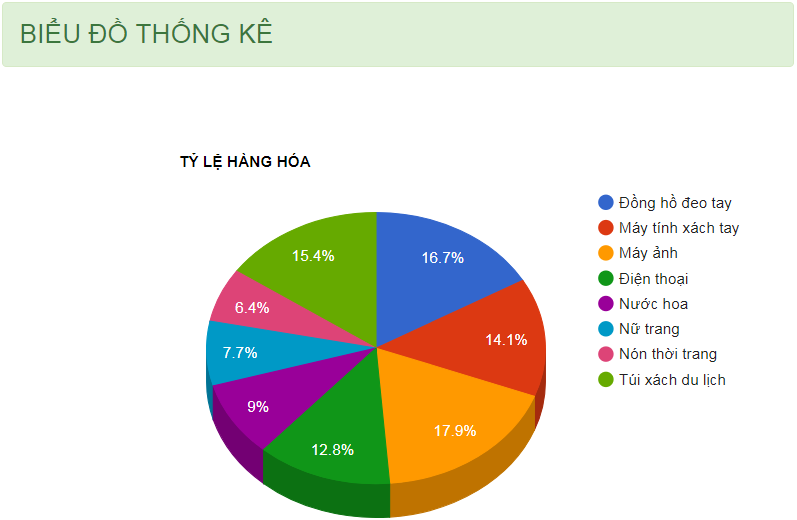 BIỂU ĐỒ THỐNG KÊ
TỶ LỆ HÀNG HÓA
Đồng hồ đeo tay
Máy tính xách tay
Máy ảnh
Điện thoại
Nước hoa
Nữ trang
Nón thời trang
Túi xách du lịch
16.7%
14.1%
17.9%
12.8%
9%
7.7%
6.4%
15.4%